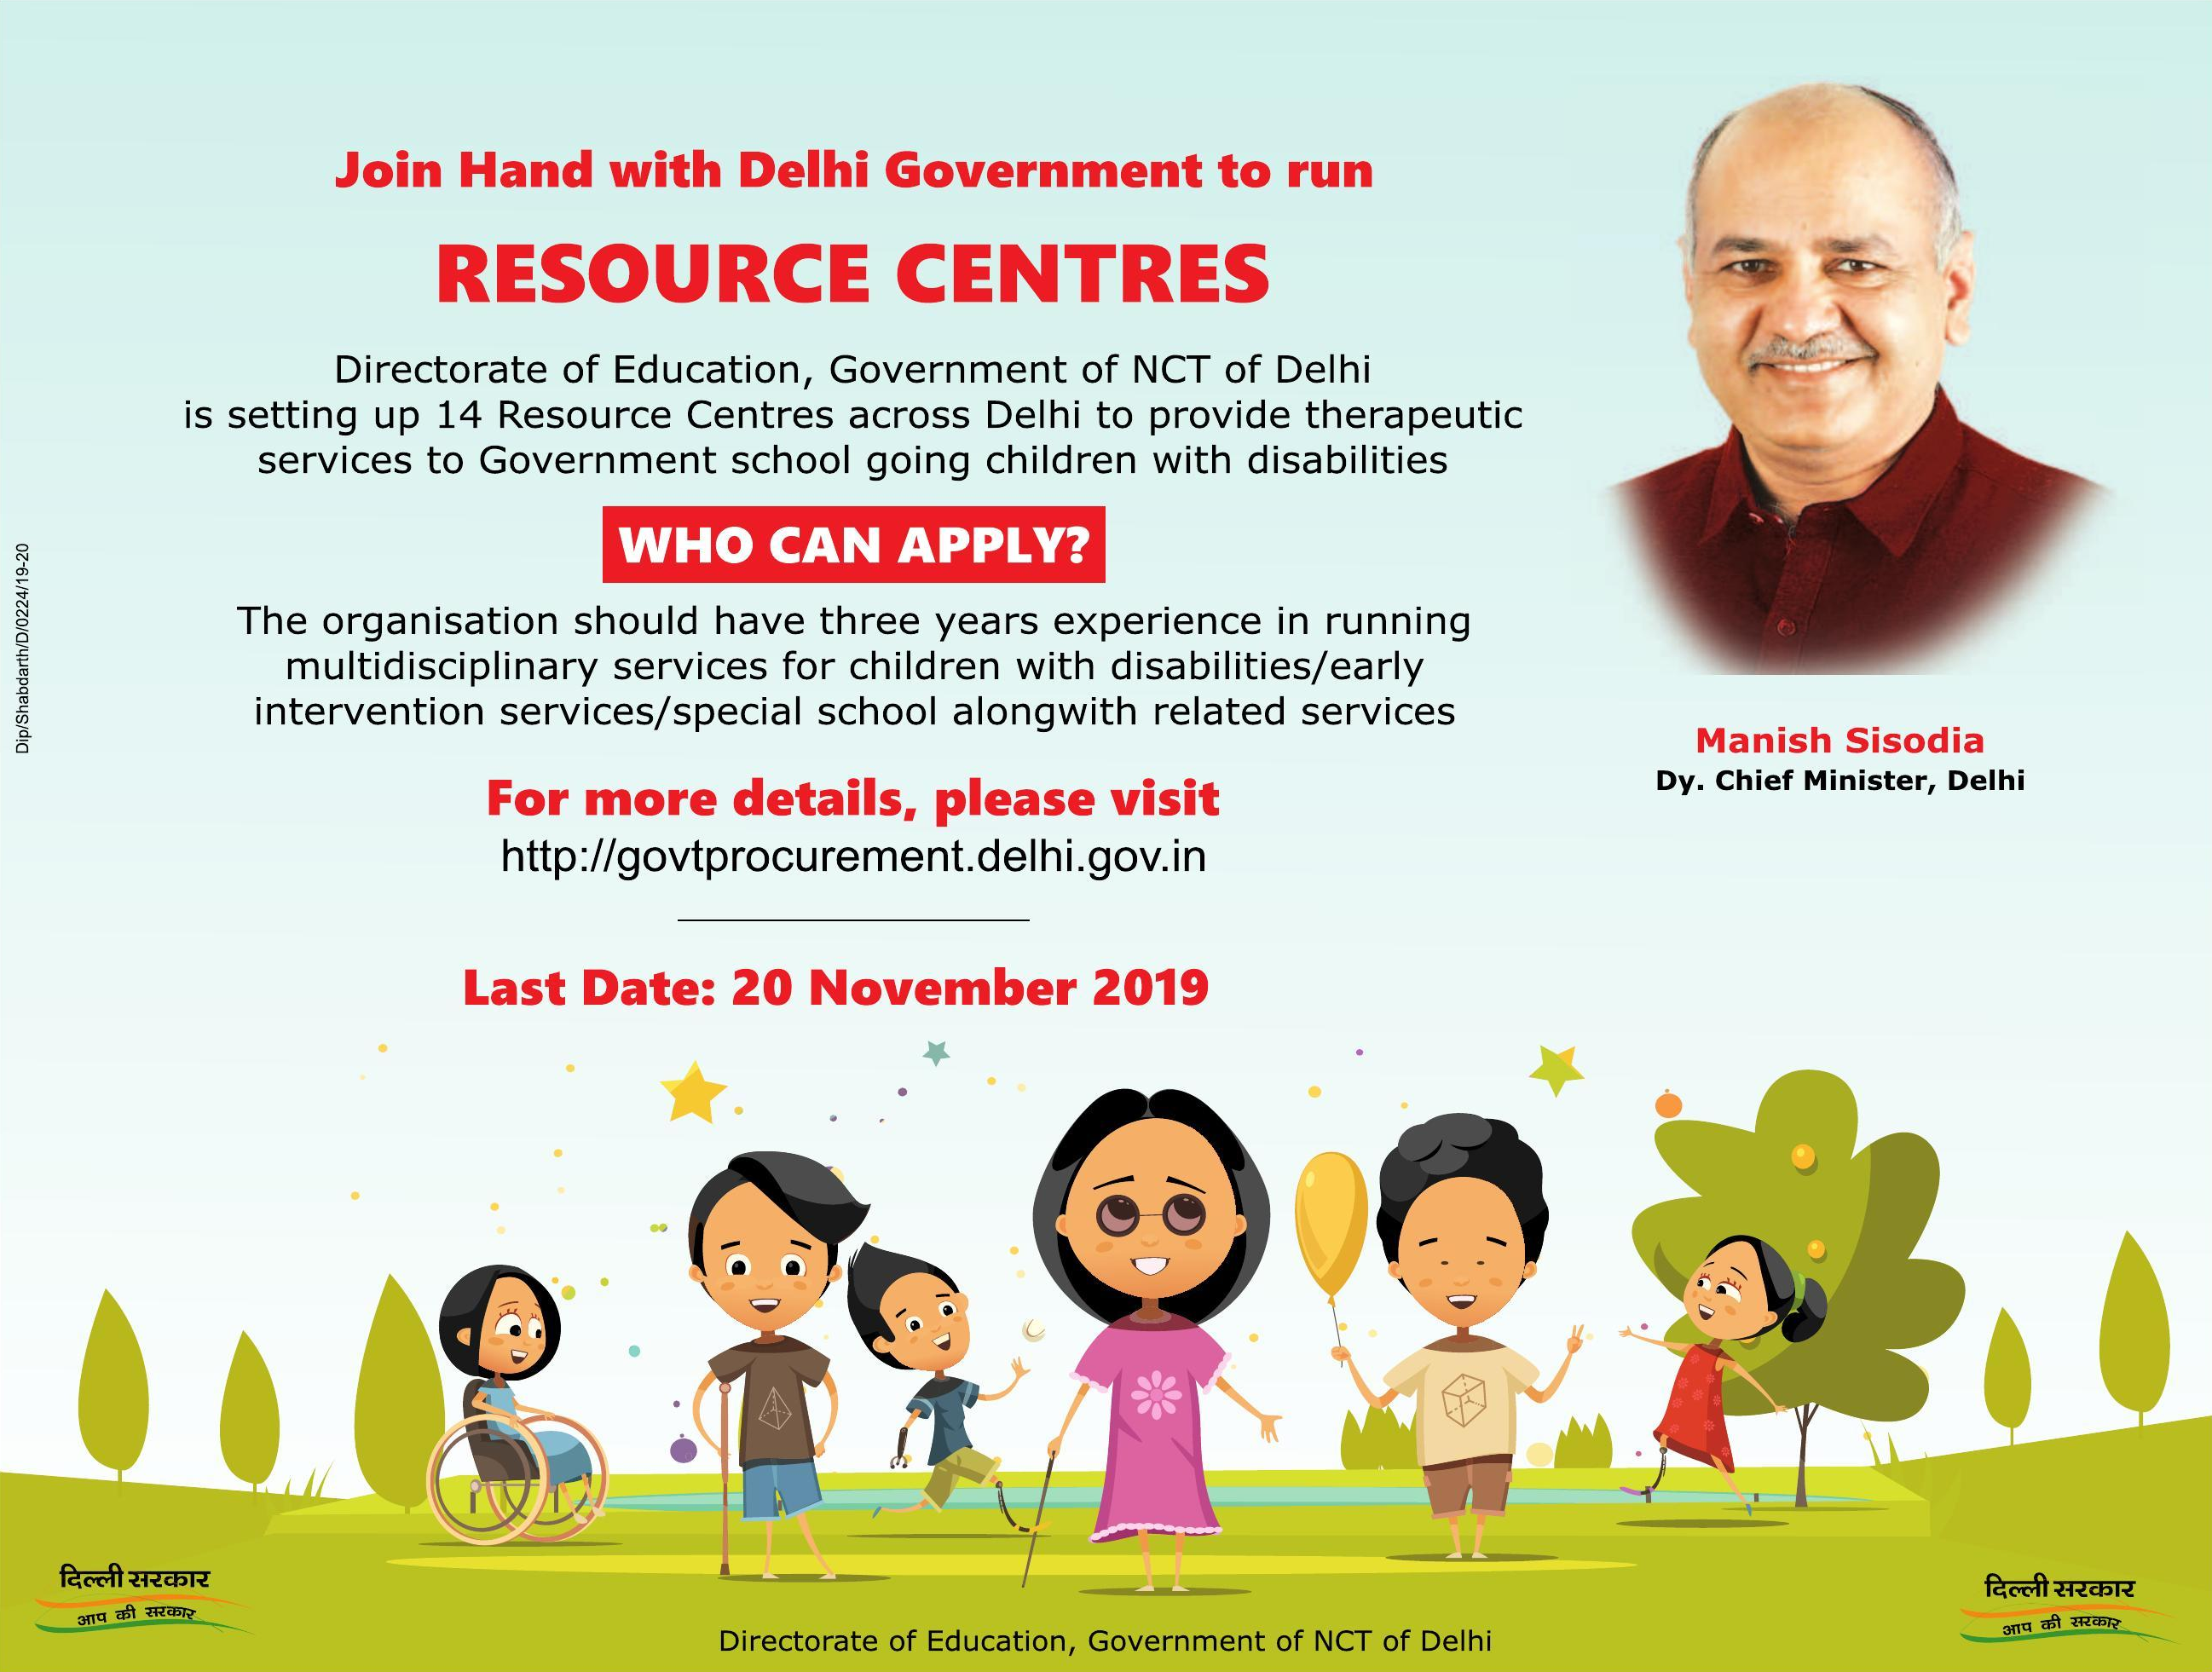 Join Hand with Delhi Government to run
RESOURCE CENTRES
Directorate of Education, Government of NCT of Delhi
is setting up 14 Resource Centres across Delhi to provide therapeutic
services to Government school going children with disabilities
WHO CAN APPLY?
The organisation should have three years experience in running
multidisciplinary services for children with disabilities/early
intervention services/special school alongwith related services
For more details, please visit
http://govtprocurement.delhi.gov.in
Last Date: 20 November 2019
Manish Sisodia
Dy. Chief Minister, Delhi
Dip/Shabdarth/D/0224/19-20
दिल्ली सरकार
आप की सरकार
दिल्ली सरकार
आप की सरकार
Directorate of Education, Government of NCT of Delhi